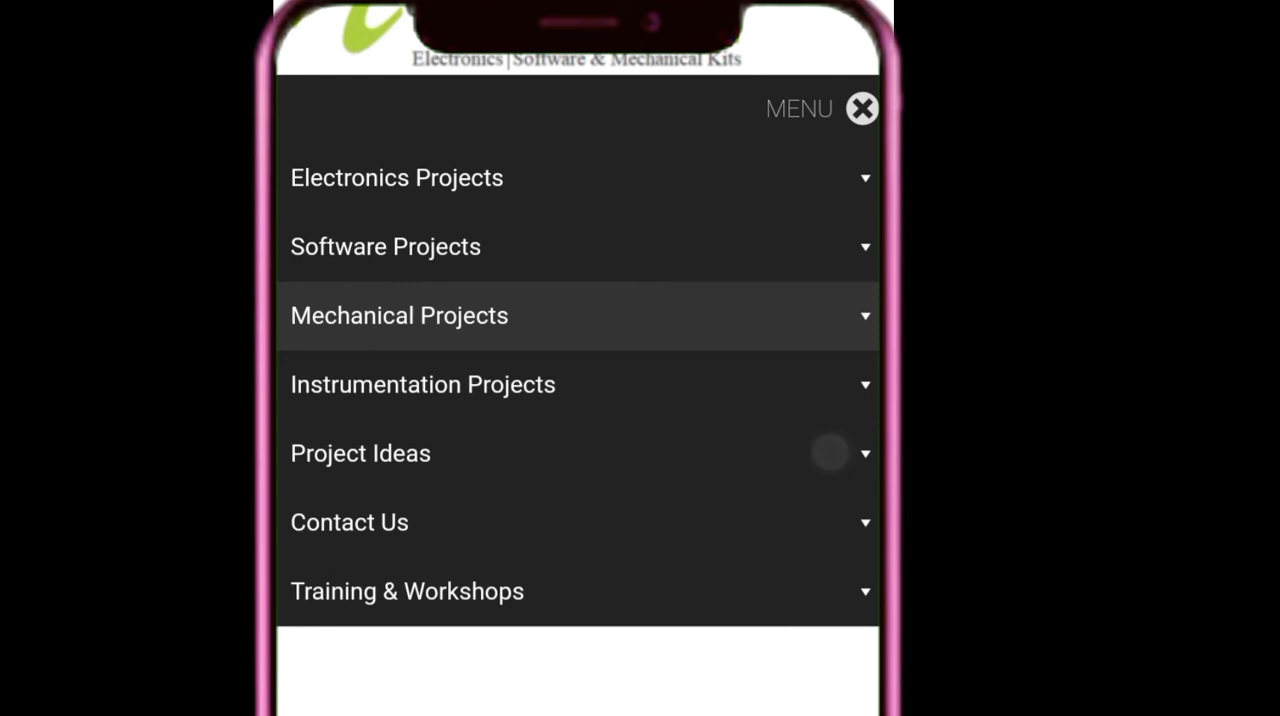 Electronics|Software & Mechanical Kits
MENU
Electronics Projects
Software Projects
Mechanical Projects
Instrumentation Projects
Project Ideas
Contact Us
Training & Workshops